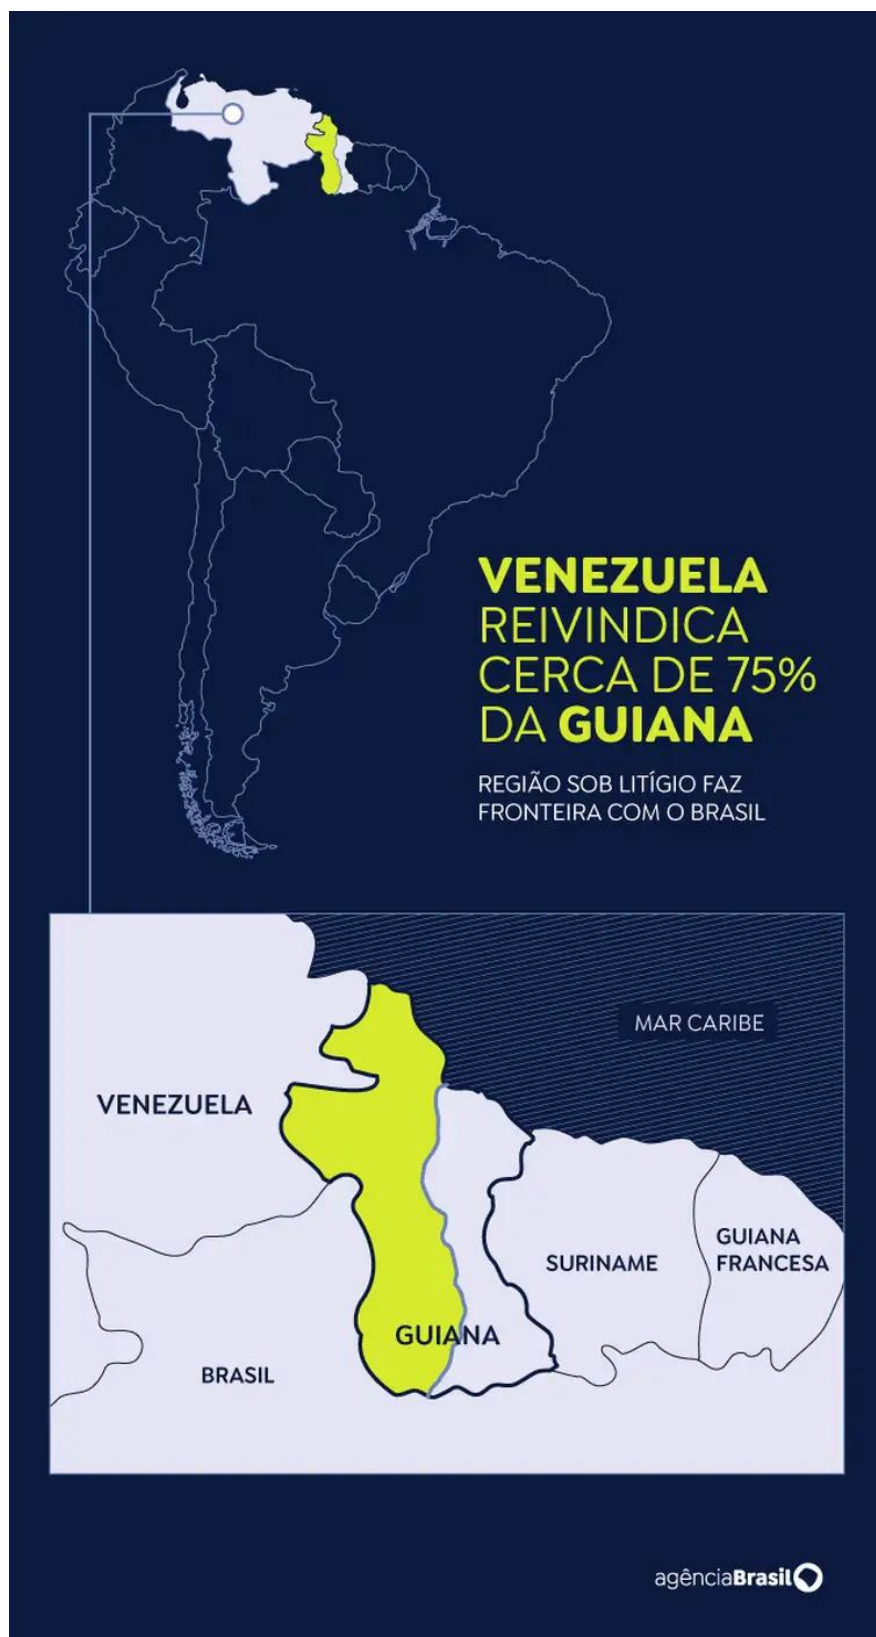 VENEZUELA
REIVINDICA
CERCA DE 75%
DA GUIANA
REGIÃO SOB LITÍGIO FAZ
FRONTEIRA COM O BRASIL
MAR CARIBE
VENEZUELA
GUIANA
FRANCESA
SURINAME
GUIANA
BRASIL
agênciaBrasil